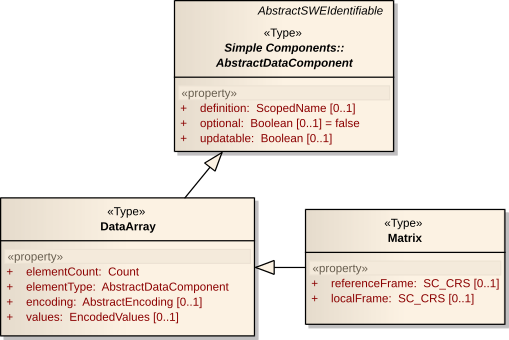 AbstractSWEIdentifiable
«Type»
Simple Components::
AbstractDataComponent
«property»
+ definition: ScopedName [0..1]
+ optional: Boolean [0..1] = false
+ updatable: Boolean [0..1]
«Type»
DataArray
«property»
+ elementCount: Count
+ elementType: AbstractDataComponent
+ encoding: AbstractEncoding [0..1]
+ values: EncodedValues [0..1]
«Type»
Matrix
«property»
+ referenceFrame: SC_CRS [0..1]
+ localFrame: SC_CRS [0..1]